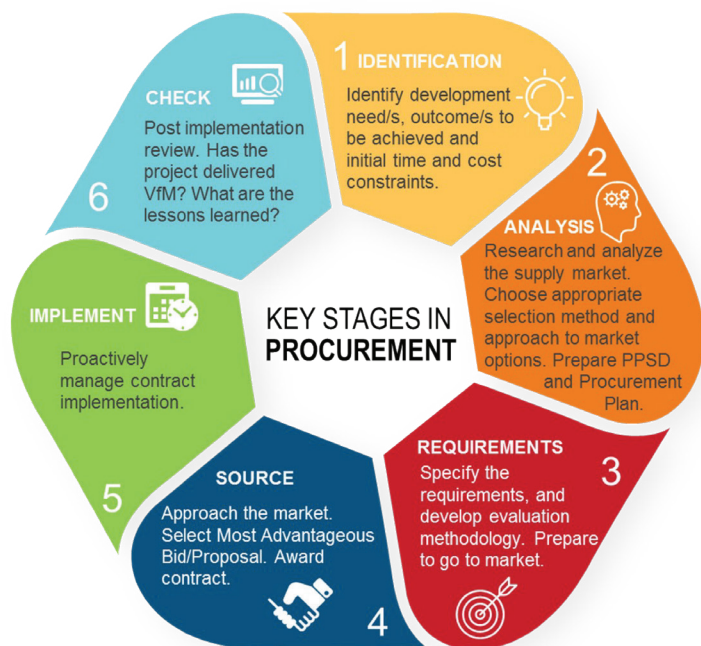 KEY STAGES IN
PROCUREMENT
1 IDENTIFICATION
Identify development
need/s, outcome/s to
be achieved and
initial time and cost
constraints.
2
ANALYSIS
Research and analyze
the supply market.
Choose appropriate
selection method and
approach to market
options. Prepare PPSD
and Procurement
Plan.
3
REQUIREMENTS
Specify the
requirements, and
develop evaluation
methodology. Prepare
to go to market.
4
SOURCE
Approach the market.
Select Most Advantageous
Bid/Proposal. Award
contract.
5
IMPLEMENT
Proactively
manage contract
implementation.
6
CHECK
Post implementation
review. Has the
project delivered
VfM? What are the
lessons learned?